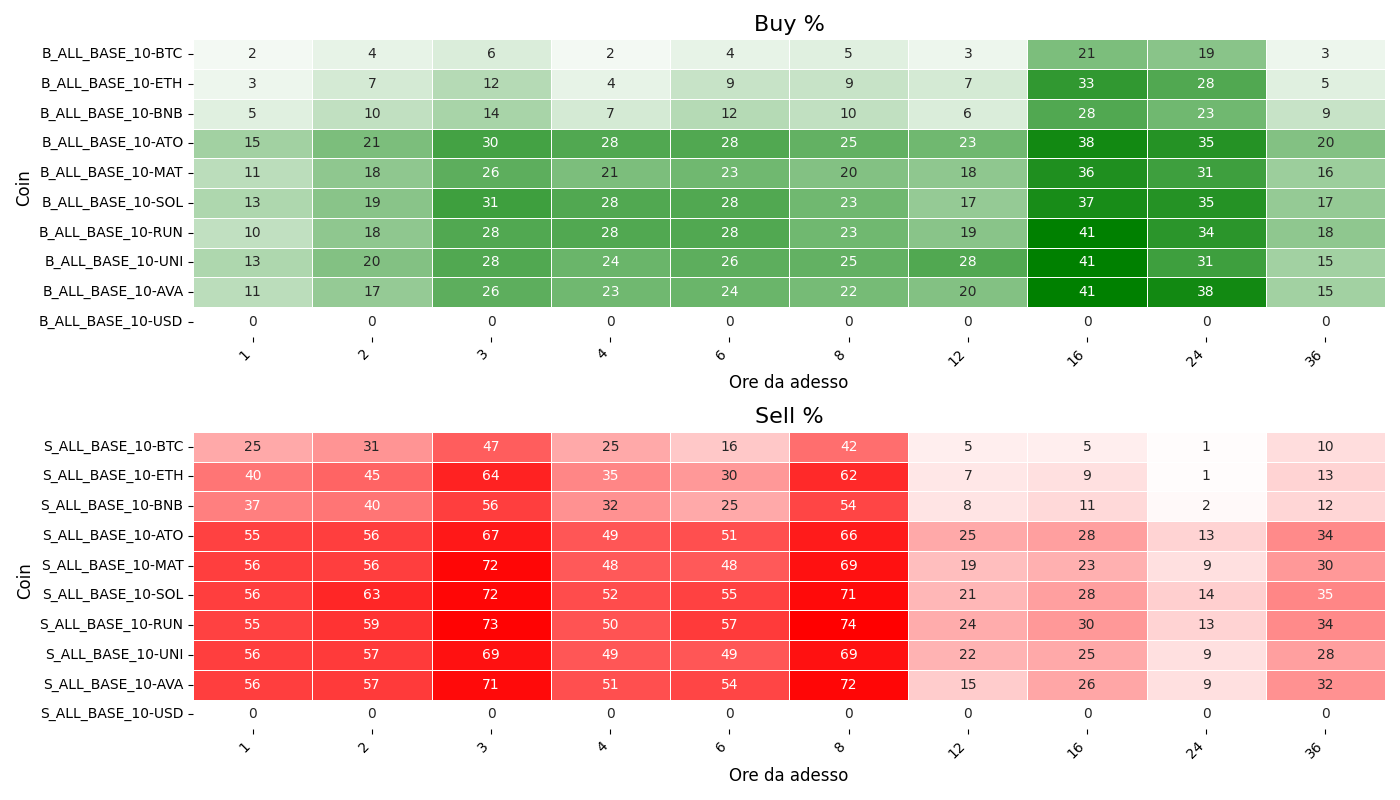 Buy %
Coin
B_ALL_BASE_10-BTC 2 4 6 2 4 5 3 21 19 3
B_ALL_BASE_10-ETH 3 7 12 4 9 9 7 33 28 5
B_ALL_BASE_10-BNB 5 10 14 7 12 10 6 28 23 9
B_ALL_BASE_10-ATO 15 21 30 28 28 25 23 38 35 20
B_ALL_BASE_10-MAT 11 18 26 21 23 20 18 36 31 16
B_ALL_BASE_10-SOL 13 19 31 28 28 23 17 37 35 17
B_ALL_BASE_10-RUN 10 18 28 28 28 23 19 41 34 18
B_ALL_BASE_10-UNI 13 20 28 24 26 25 28 41 31 15
B_ALL_BASE_10-AVA 11 17 26 23 24 22 20 41 38 15
B_ALL_BASE_10-USD 0 0 0 0 0 0 0 0 0 0
1 2 3 4 6 8 12 16 24 36
Ore da adesso
Sell %
Coin
S_ALL_BASE_10-BTC 25 31 47 25 16 42 5 5 1 10
S_ALL_BASE_10-ETH 40 45 64 35 30 62 7 9 1 13
S_ALL_BASE_10-BNB 37 40 56 32 25 54 8 11 2 12
S_ALL_BASE_10-ATO 55 56 67 49 51 66 25 28 13 34
S_ALL_BASE_10-MAT 56 56 72 48 48 69 19 23 9 30
S_ALL_BASE_10-SOL 56 63 72 52 55 71 21 28 14 35
S_ALL_BASE_10-RUN 55 59 73 50 57 74 24 30 13 34
S_ALL_BASE_10-UNI 56 57 69 49 49 69 22 25 9 28
S_ALL_BASE_10-AVA 56 57 71 51 54 72 15 26 9 32
S_ALL_BASE_10-USD 0 0 0 0 0 0 0 0 0 0
1 2 3 4 6 8 12 16 24 36
Ore da adesso